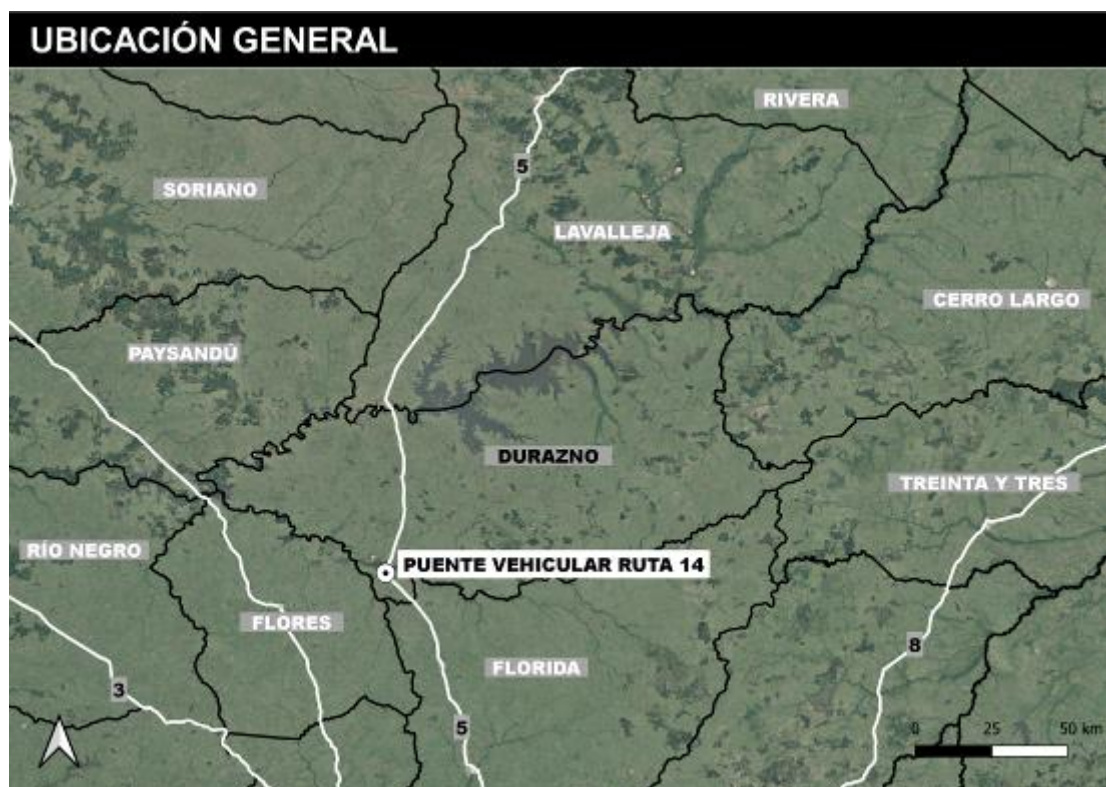 UBICACIÓN GENERAL
RIVERA
5
SORIANO
LAVALLEJA
CERRO LARGO
PAYSANDÚ
DURAZNO
TREINTA Y TRES
RÍO NEGRO
PUENTE VEHICULAR RUTA 14
FLORES
8
FLORIDA
3
5
0 25 50 km